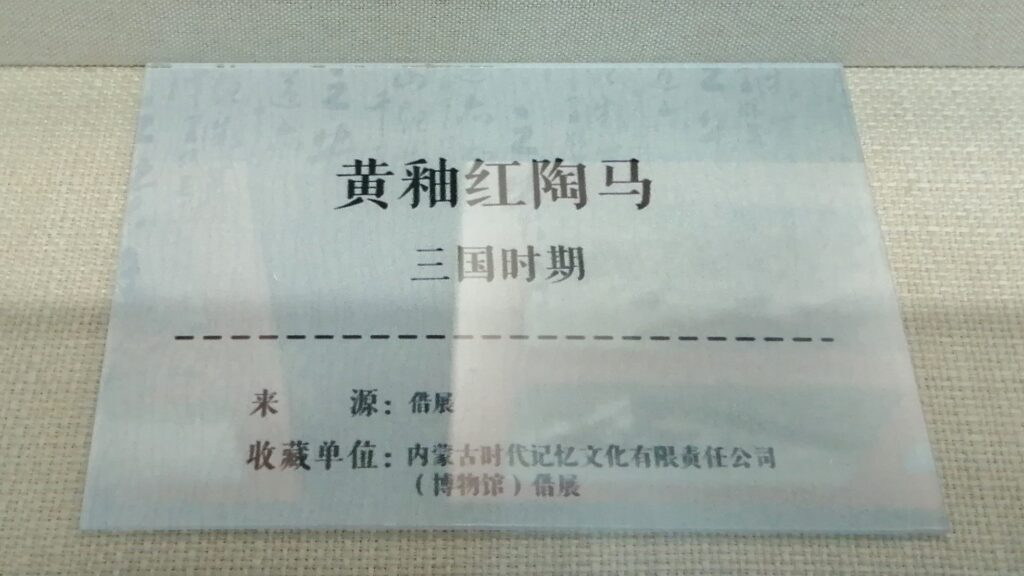 黄釉红陶马
三国时期
来 源：借展
收藏单位：内蒙古时代记忆文化有限责任公司
（博物馆）借展